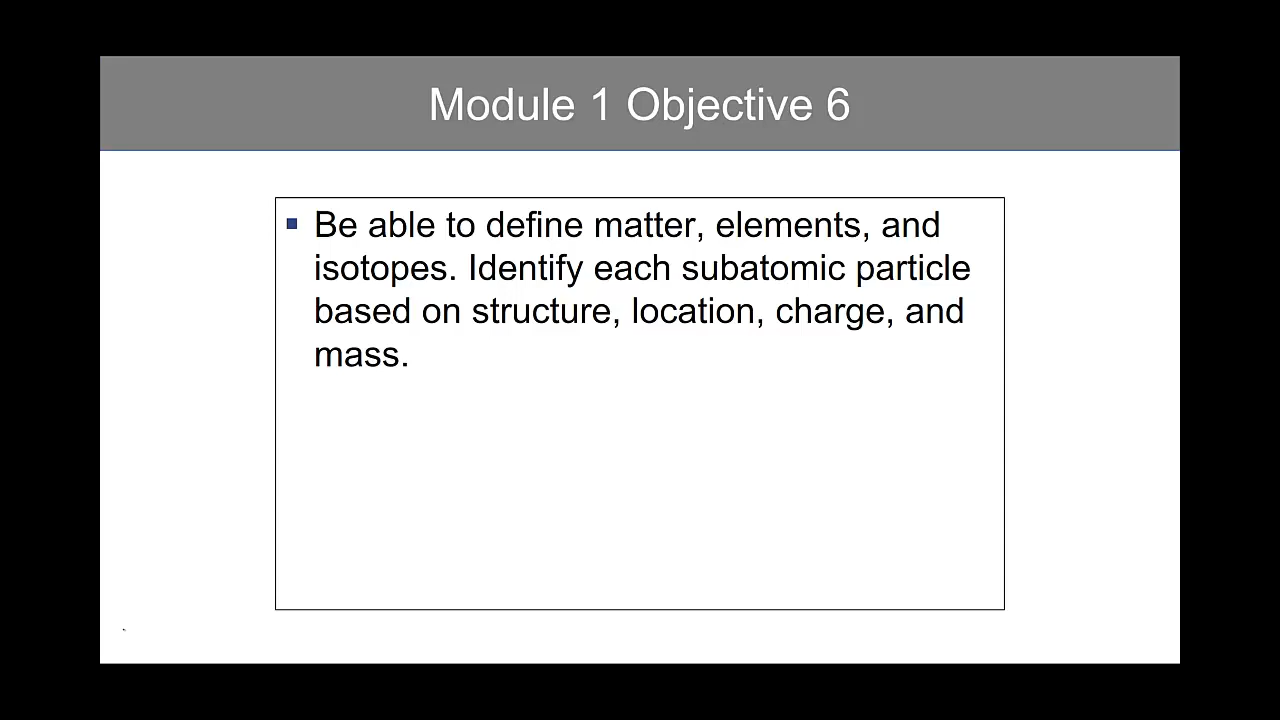 Module 1 Objective 6
Be able to define matter, elements, and
isotopes. Identify each subatomic particle
based on structure, location, charge, and
mass.